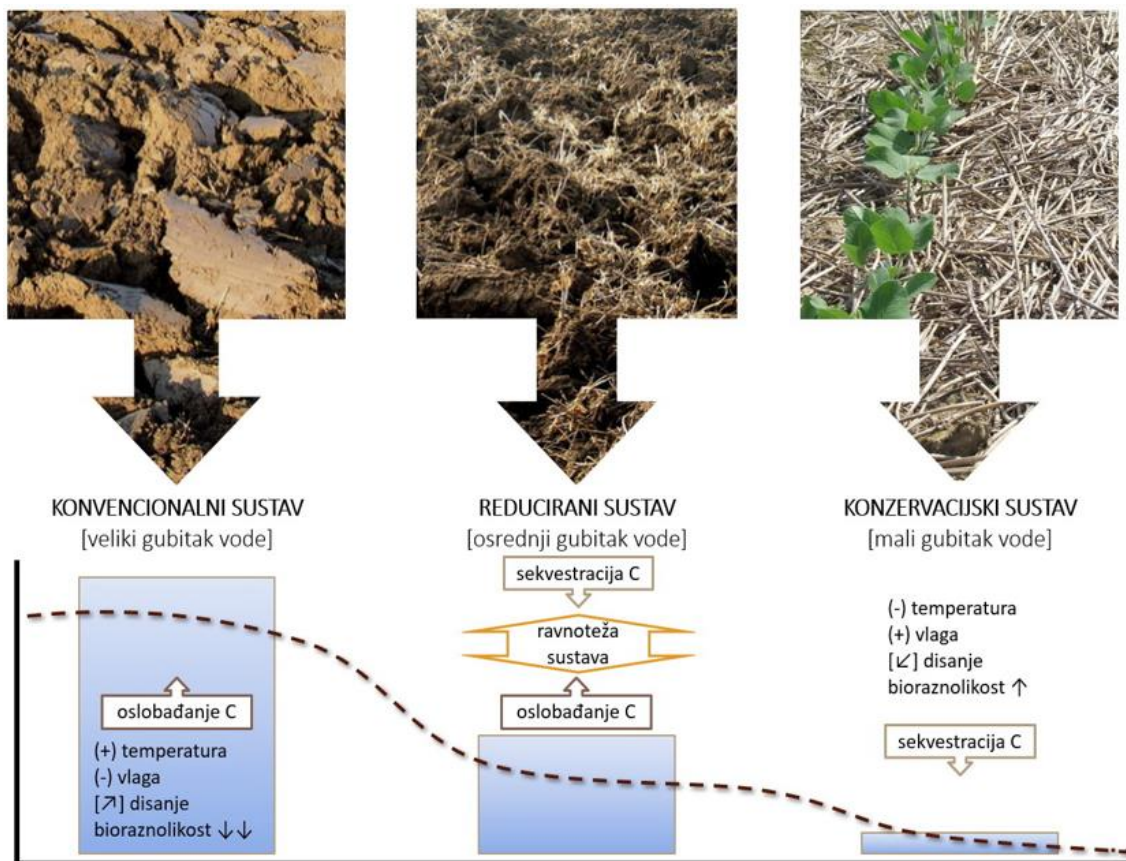 KONVENCIONALNI SUSTAV
[veliki gubitak vode]
REDUCIRANI SUSTAV
[osrednji gubitak vode]
KONZERVACIJSKI SUSTAV
[mali gubitak vode]
oslobađanje C
(+) temperatura
(-) vlaga
[↗] disanje
bioraznolikost ↓↓
sekvestracija C
ravnoteža
sustava
oslobađanje C
(-) temperatura
(+) vlaga
[↙] disanje
bioraznolikost ↑
sekvestracija C